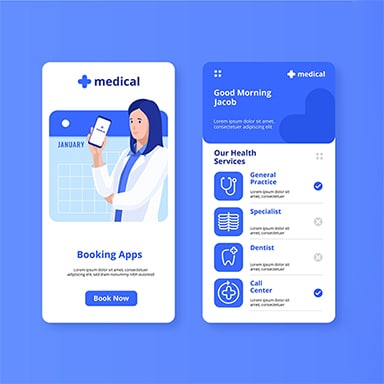 medical
JANUARY
Booking Apps
Lorem ipsum dolor sit amet, consectetuer
adipiscing elit, sed diam nonummy nibh
Book Now
medical
Good Morning
Jacob
Lorem ipsum dolor sit amet,
consectetuer adipiscing elit
Our Health
Services
General
Practice
Lorem ipsum dolor sit
amet, consectetuer
Specialist
Lorem ipsum dolor sit
amet, consectetuer
Dentist
Lorem ipsum dolor sit
amet, consectetuer
Call
Center
Lorem ipsum dolor sit
amet, consectetuer